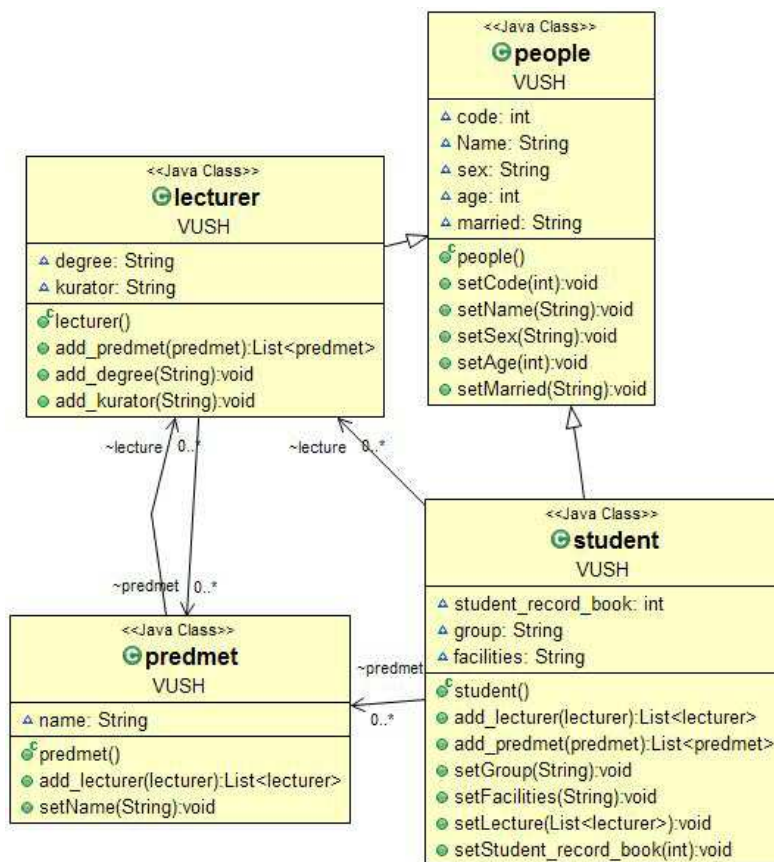 <<Java Class>>
people
VUSH
code: int
Name: String
sex: String
age: int
married: String
people()
setCode(int):void
setName(String):void
setSex(String):void
setAge(int):void
setMarried(String):void
<<Java Class>>
lecturer
VUSH
degree: String
kurator: String
lecturer()
add_predmet(predmet):List<predmet>
add_degree(String):void
add_kurator(String):void
~lecture 0..*
~lecture 0..*
~predmet 0..*
<<Java Class>>
predmet
VUSH
name: String
predmet()
add_lecturer(lecturer):List<lecturer>
setName(String):void
~predmet
0..*
<<Java Class>>
student
VUSH
student_record_book: int
group: String
facilities: String
student()
add_lecturer(lecturer):List<lecturer>
add_predmet(predmet):List<predmet>
setGroup(String):void
setFacilities(String):void
setLecture(List<lecturer>):void
setStudent_record_book(int):void